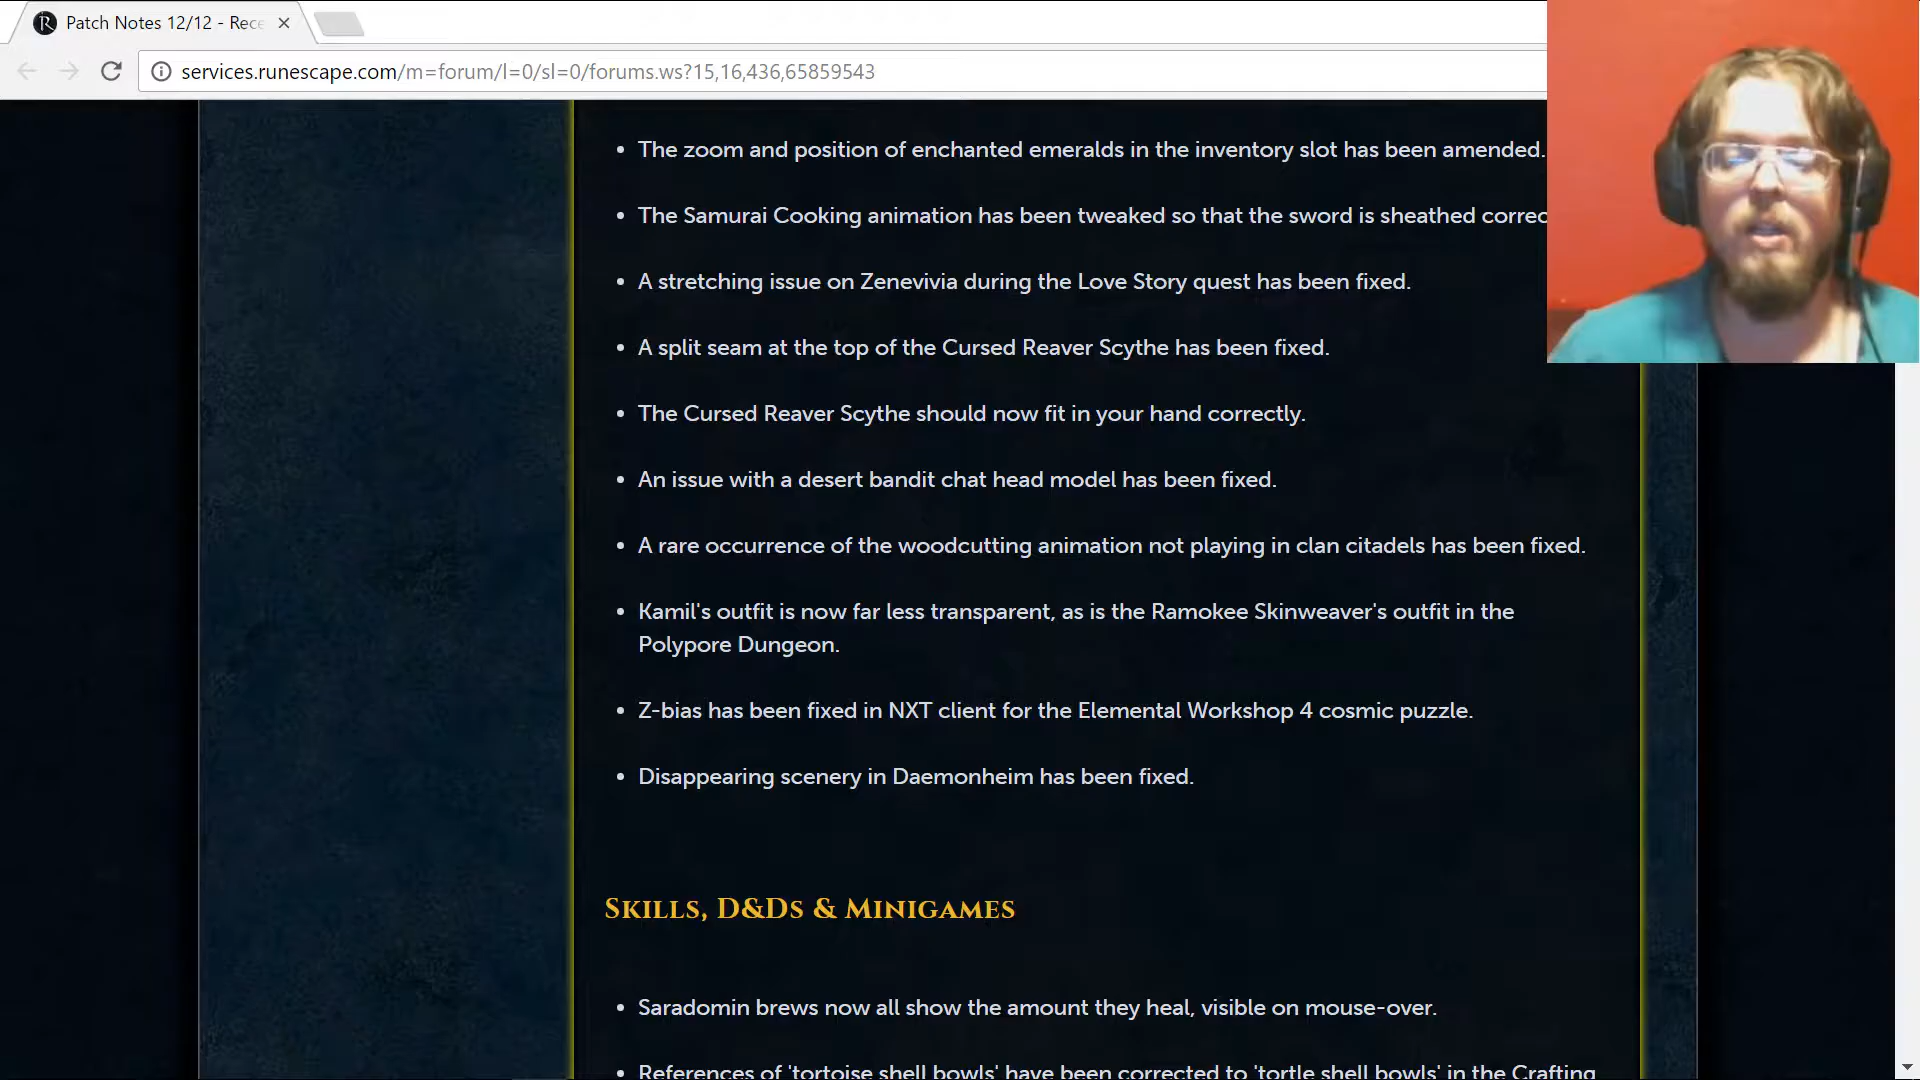 Patch Notes 12/12 - Rece
services.runescape.com/m=forum/l=0/sl=0/forums.ws?15,16,436,65859543
• The zoom and position of enchanted emeralds in the inventory slot has been amended.
• The Samurai Cooking animation has been tweaked so that the sword is sheathed correc
• A stretching issue on Zenevivia during the Love Story quest has been fixed.
• A split seam at the top of the Cursed Reaver Scythe has been fixed.
• The Cursed Reaver Scythe should now fit in your hand correctly.
• An issue with a desert bandit chat head model has been fixed.
• A rare occurrence of the woodcutting animation not playing in clan citadels has been fixed.
• Kamil's outfit is now far less transparent, as is the Ramokee Skinweaver's outfit in the
Polypore Dungeon.
• Z-bias has been fixed in NXT client for the Elemental Workshop 4 cosmic puzzle.
• Disappearing scenery in Daemonheim has been fixed.
Skills, D&Ds & Minigames
• Saradomin brews now all show the amount they heal, visible on mouse-over.
• References of 'tortoise shell bowls' have been corrected to 'tortle shell bowls' in the Crafting